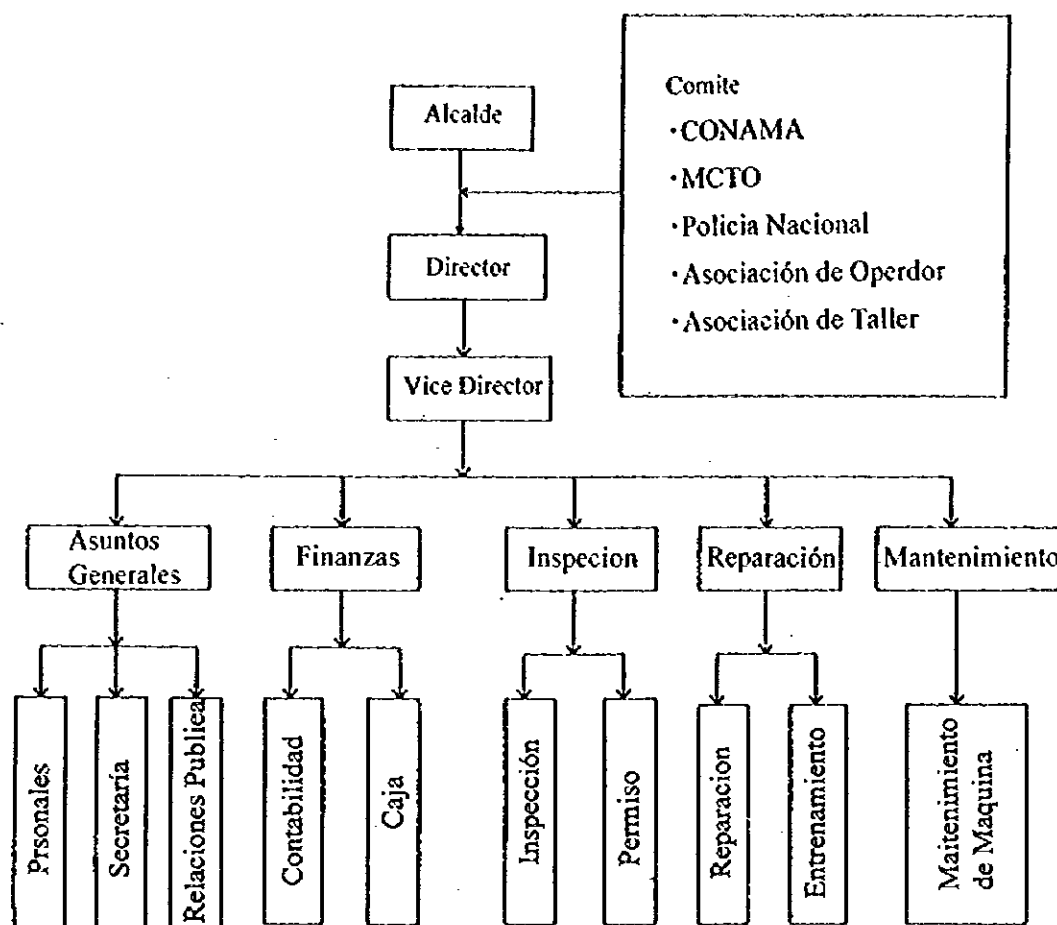 Alcalde
Comite
·CONAMA
·MCTO
·Policia Nacional
·Asociación de Operdor
·Asociación de Taller
Director
Vice Director
Asuntos
Generales
Finanzas
Inspecion
Reparación
Mantenimiento
Prsonales
Secretaría
Relaciones Publica
Contabilidad
Caja
Inspección
Permiso
Reparacion
Entrenamiento
Maitenimiento
de Maquina